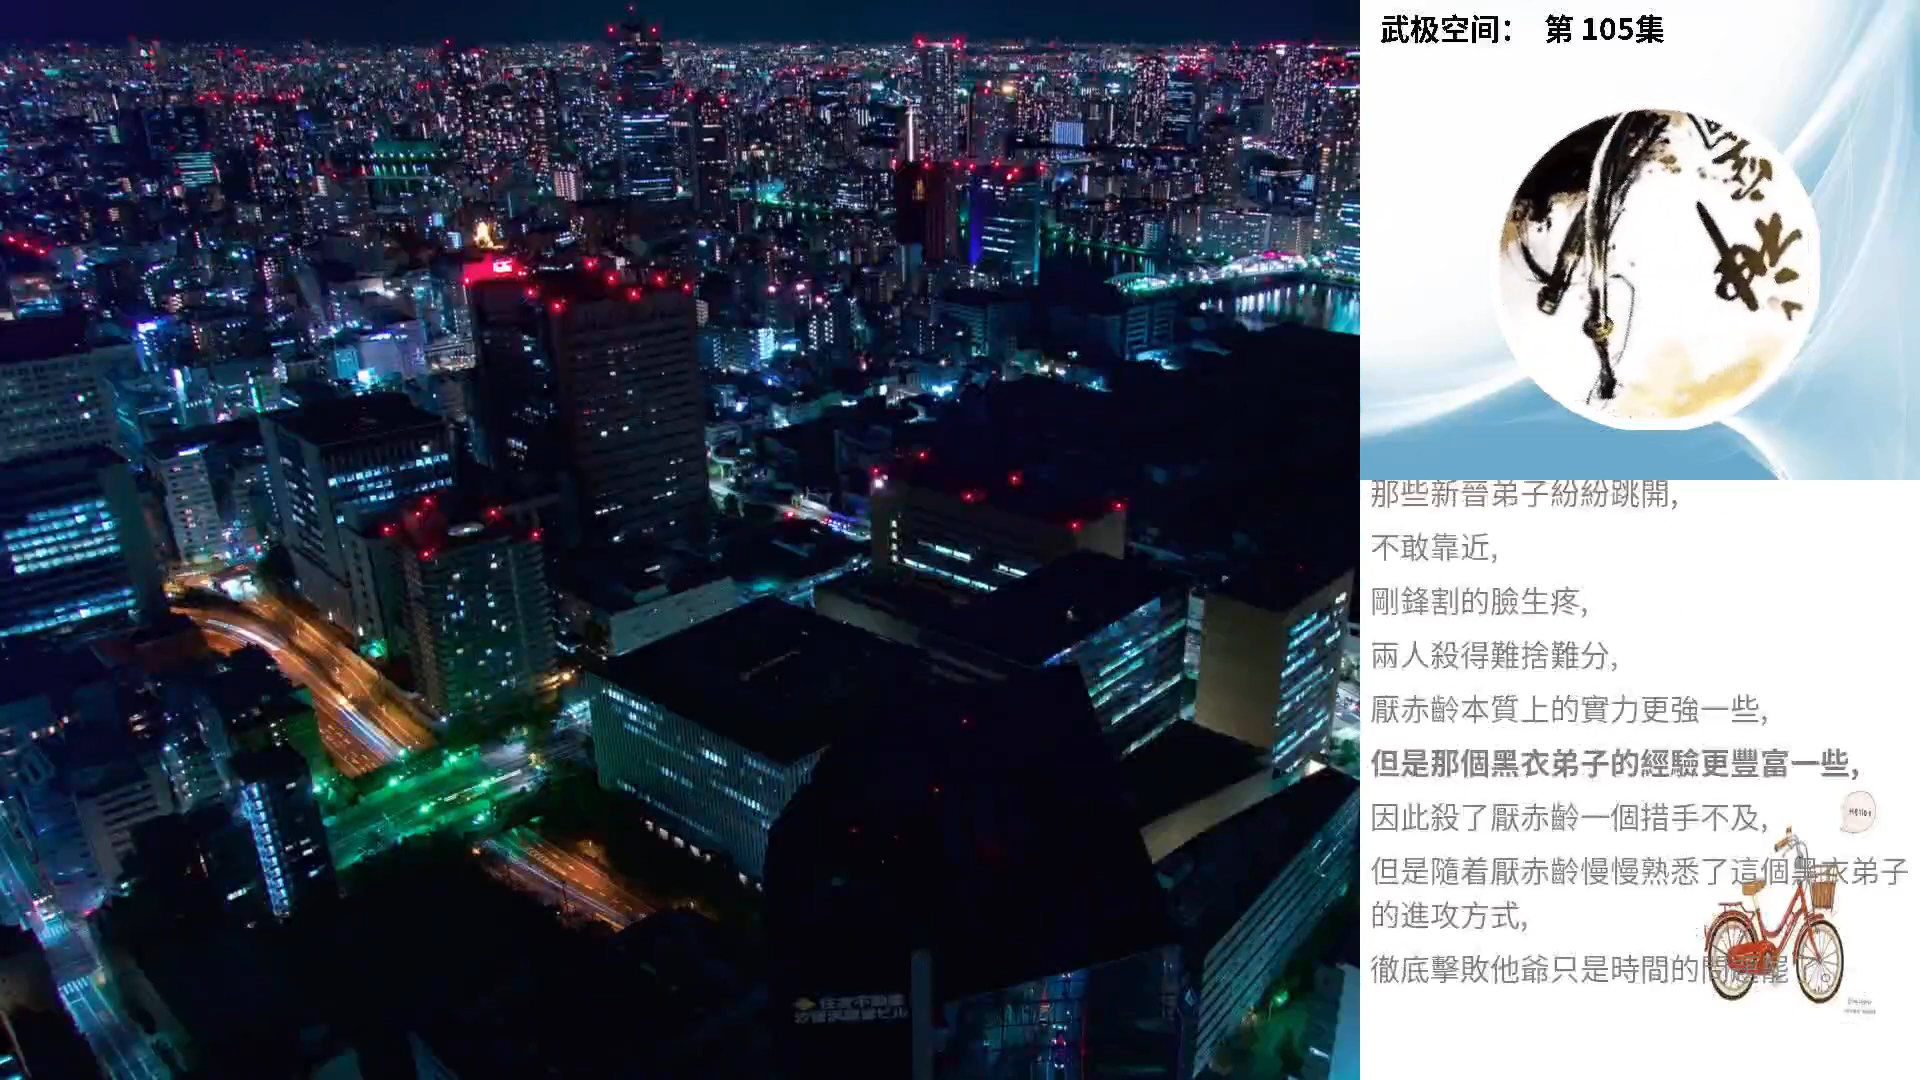 武极空间： 第 105集
那些新晉弟子紛紛跳開,
不敢靠近,
剛鋒割的臉生疼,
兩人殺得難捨難分,
厭赤齡本質上的實力更強一些,
但是那個黑衣弟子的經驗更豐富一些,
因此殺了厭赤齡一個措手不及,
Hello!
但是隨着厭赤齡慢慢熟悉了這個黑衣弟子
的進攻方式,
徹底擊敗他爺只是時間的問題罷
住友不動産